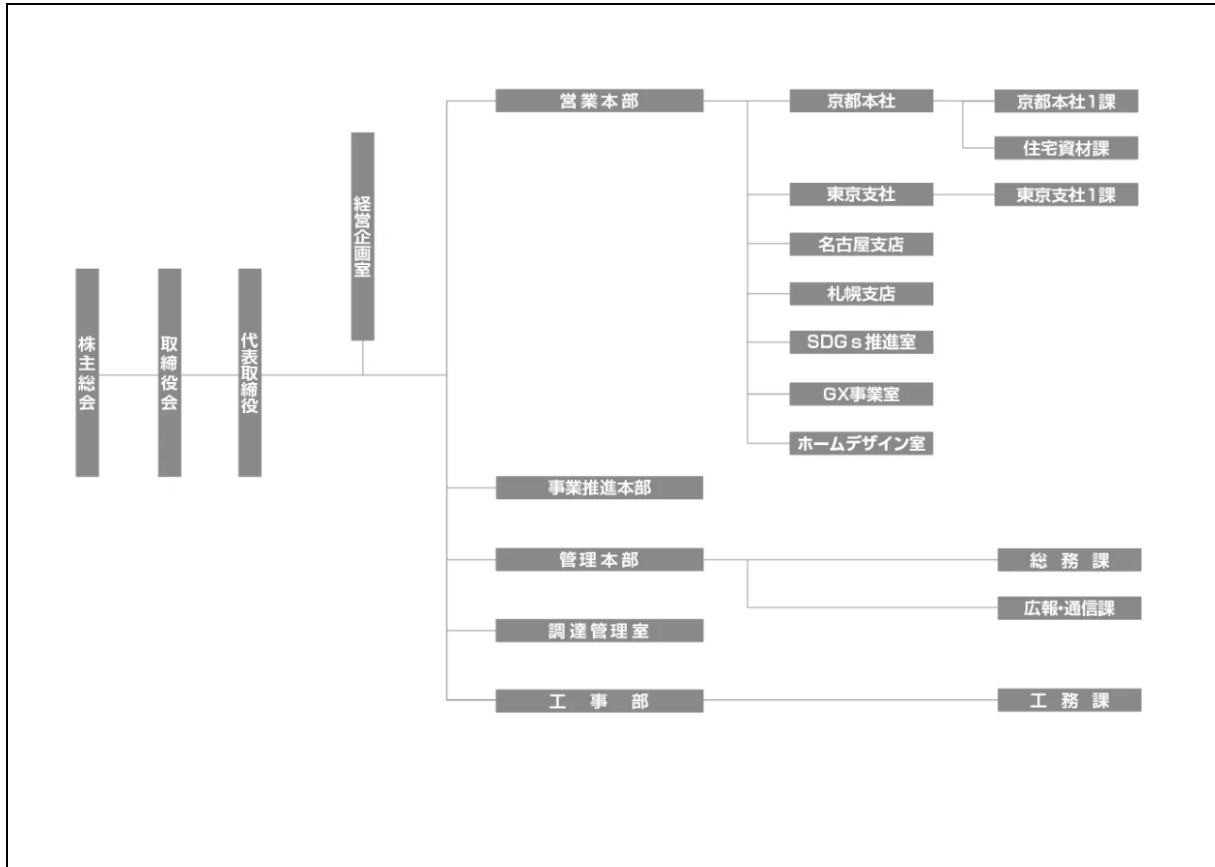 株主総会
取締役会
代表取締役
経営企画室
営業本部
京都本社
京都本社1課
住宅資材課
東京支社
東京支社1課
名古屋支店
札幌支店
SDGs推進室
GX事業室
ホームデザイン室
事業推進本部
管理本部
総務課
広報・通信課
調達管理室
工事部
工務課